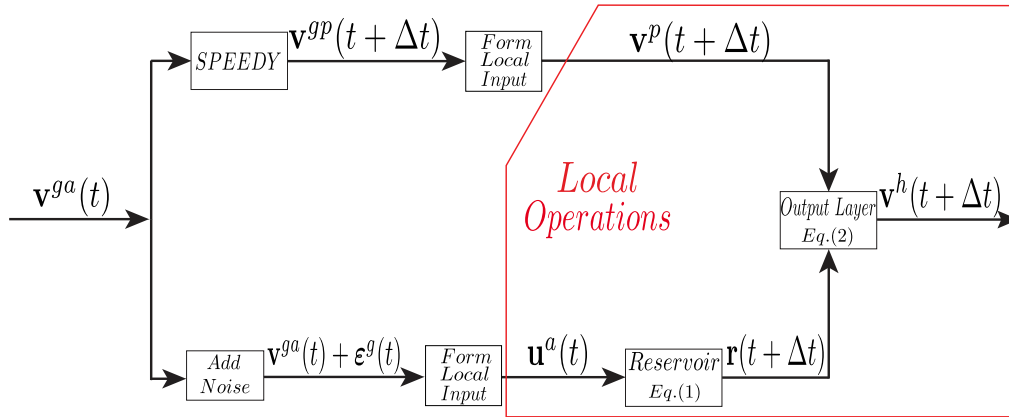 v^{gp}(t + Δt)
Form
Local
Input
v^{p}(t + Δt)
SPEEDY
v^{ga}(t)
Local
Operations
Output Layer
Eq.(2)
v^{h}(t + Δt)
Add
Noise
v^{ga}(t) + ε^{g}(t)
Form
Local
Input
u^{a}(t)
Reservoir
Eq.(1)
r(t + Δt)